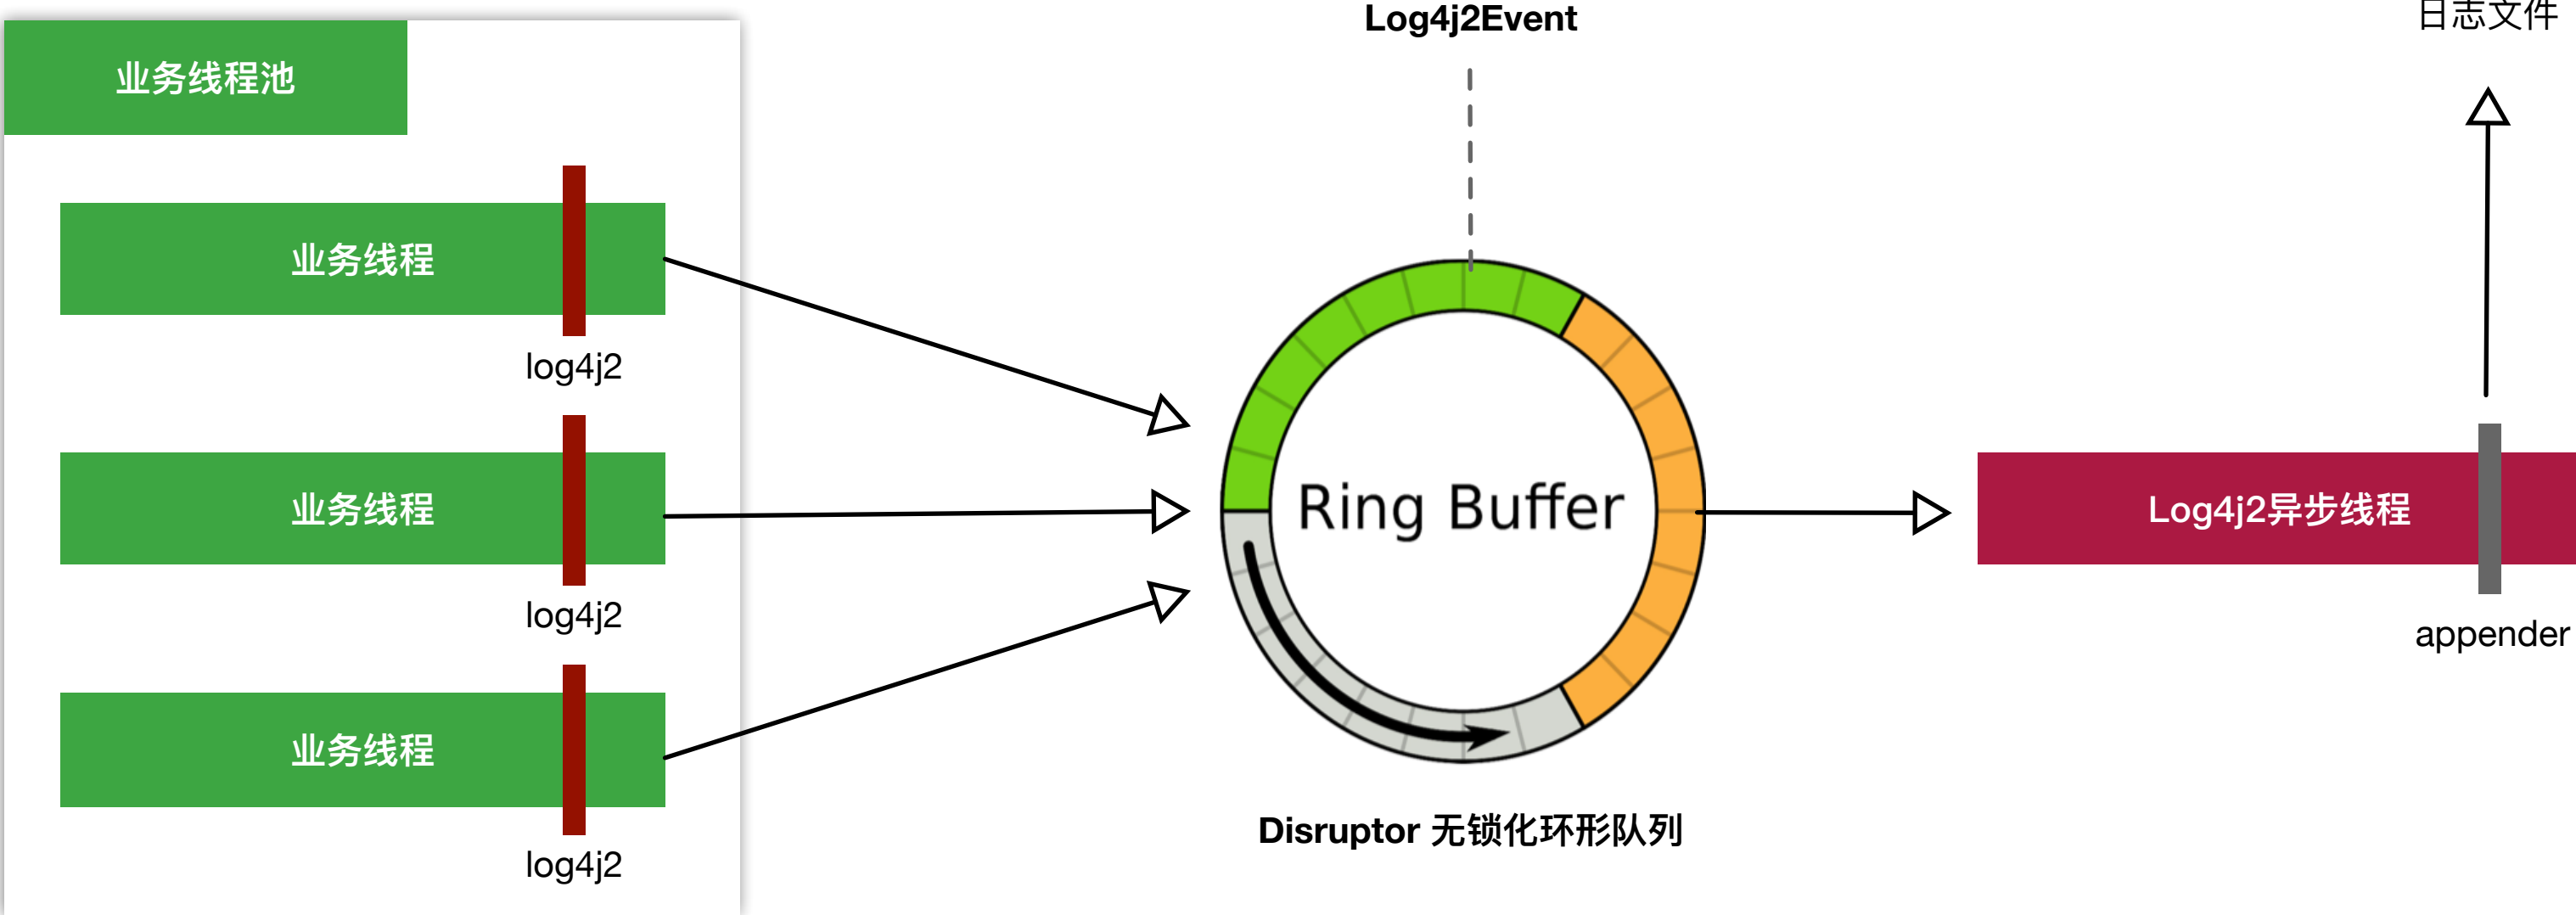 业务线程池
业务线程
log4j2
业务线程
log4j2
业务线程
log4j2
Log4j2Event
Ring Buffer
Disruptor 无锁化环形队列
日志文件
Log4j2异步线程
appender